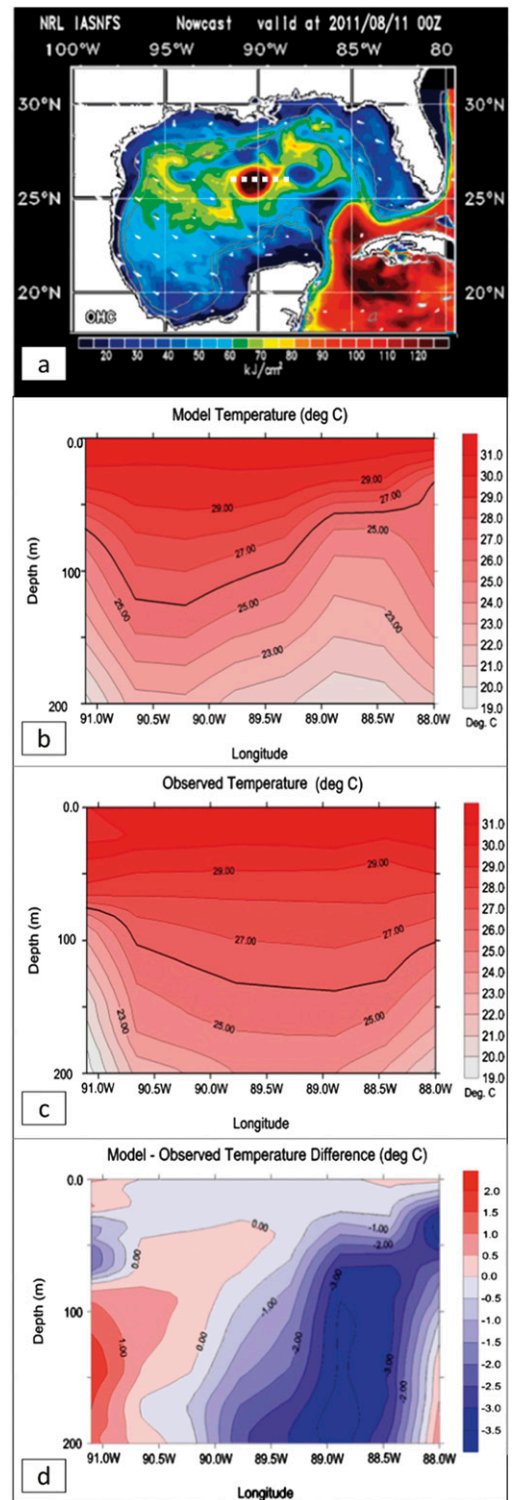 NRL IASNFS Nowcast valid at 2011/08/11 00Z
100°W 95°W 90°W 85°W 80
30°N 30°N
25°N 25°N
20°N 20°N
OHC
20 30 40 50 60 70 80 90 100 110 120
kJ/cm²
a
Model Temperature (deg C)
0.0
100
200
Depth (m)
29.00
29.00
27.00
27.00
25.00
25.00
25.00
23.00
23.00
91.0W 90.5W 90.0W 89.5W 89.0W 88.5W 88.0W
Longitude
31.0
30.0
29.0
28.0
27.0
26.0
25.0
24.0
23.0
22.0
21.0
20.0
19.0
Deg. C
b
Observed Temperature (deg C)
0.0
100
200
Depth (m)
29.00
29.00
27.00
27.00
25.00
25.00
23.00
91.0W 90.5W 90.0W 89.5W 89.0W 88.5W 88.0W
Longitude
31.0
30.0
29.0
28.0
27.0
26.0
25.0
24.0
23.0
22.0
21.0
20.0
19.0
Deg. C
c
Model - Observed Temperature Difference (deg C)
0.0
100
200
Depth (m)
0.00
0.00
0.00
1.00
-1.00
-1.00
-2.00
-2.00
-2.00
-3.00
-3.00
91.0W 90.5W 90.0W 89.5W 89.0W 88.5W 88.0W
Longitude
2.0
1.5
1.0
0.5
0.0
-0.5
-1.0
-1.5
-2.0
-2.5
-3.0
-3.5
d